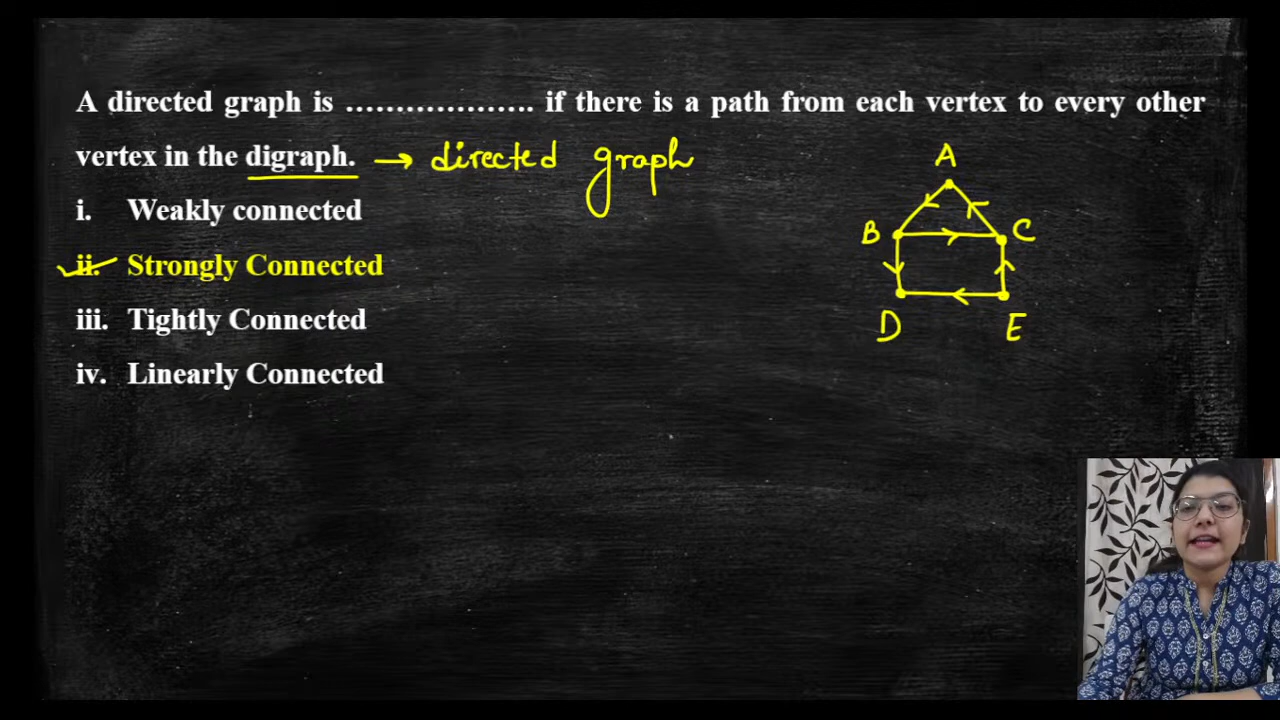 A directed graph is ………………. if there is a path from each vertex to every other
vertex in the digraph. → directed graph
i. Weakly connected
ii. Strongly Connected
iii. Tightly Connected
iv. Linearly Connected
A
B
C
D
E